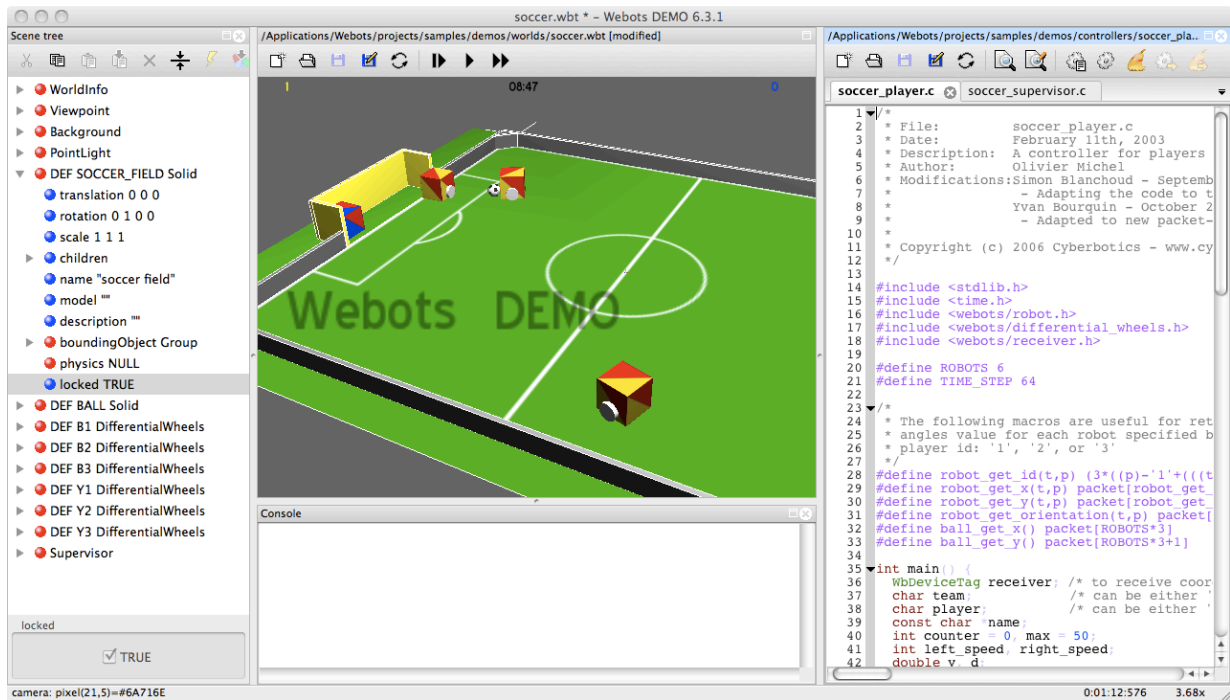 soccer.wbt * – Webots DEMO 6.3.1
Scene tree
WorldInfo
Viewpoint
Background
PointLight
DEF SOCCER_FIELD Solid
translation 0 0 0
rotation 0 1 0 0
scale 1 1 1
children
name "soccer field"
model ""
description ""
boundingObject Group
physics NULL
locked TRUE
DEF BALL Solid
DEF B1 DifferentialWheels
DEF B2 DifferentialWheels
DEF B3 DifferentialWheels
DEF Y1 DifferentialWheels
DEF Y2 DifferentialWheels
DEF Y3 DifferentialWheels
Supervisor
locked
TRUE
/Applications/Webots/projects/samples/demos/worlds/soccer.wbt [modified]
1 08:47 0
Webots DEMO
Console
/Applications/Webots/projects/samples/demos/controllers/soccer_pla..
soccer_player.c soccer_supervisor.c
1 /*
2 * File: soccer_player.c
3 * Date: February 11th, 2003
4 * Description: A controller for players
5 * Author: Olivier Michel
6 * Modifications:Simon Blanchoud - Septemb
7 * - Adapting the code to t
8 * Yvan Bourquin - October 2
9 * - Adapted to new packet-
10 *
11 * Copyright (c) 2006 Cyberbotics - www.cy
12 */
13
14 #include <stdlib.h>
15 #include <time.h>
16 #include <webots/robot.h>
17 #include <webots/differential_wheels.h>
18 #include <webots/receiver.h>
19
20 #define ROBOTS 6
21 #define TIME_STEP 64
22
23 /*
24 * The following macros are useful for ret
25 * angles value for each robot specified b
26 * player id: '1', '2', or '3'
27 */
28 #define robot_get_id(t,p) (3*((p)-'1'+(((t
29 #define robot_get_x(t,p) packet[robot_get_
30 #define robot_get_y(t,p) packet[robot_get_
31 #define robot_get_orientation(t,p) packet[
32 #define ball_get_x() packet[ROBOTS*3]
33 #define ball_get_y() packet[ROBOTS*3+1]
34
35 int main() {
36 WbDeviceTag receiver; /* to receive coor
37 char team; /* can be either '
38 char player; /* can be either '
39 const char *name;
40 int counter = 0, max = 50;
41 int left_speed, right_speed;
42 double v, d;
camera: pixel(21,5)=#6A716E
0:01:12:576 3.68x